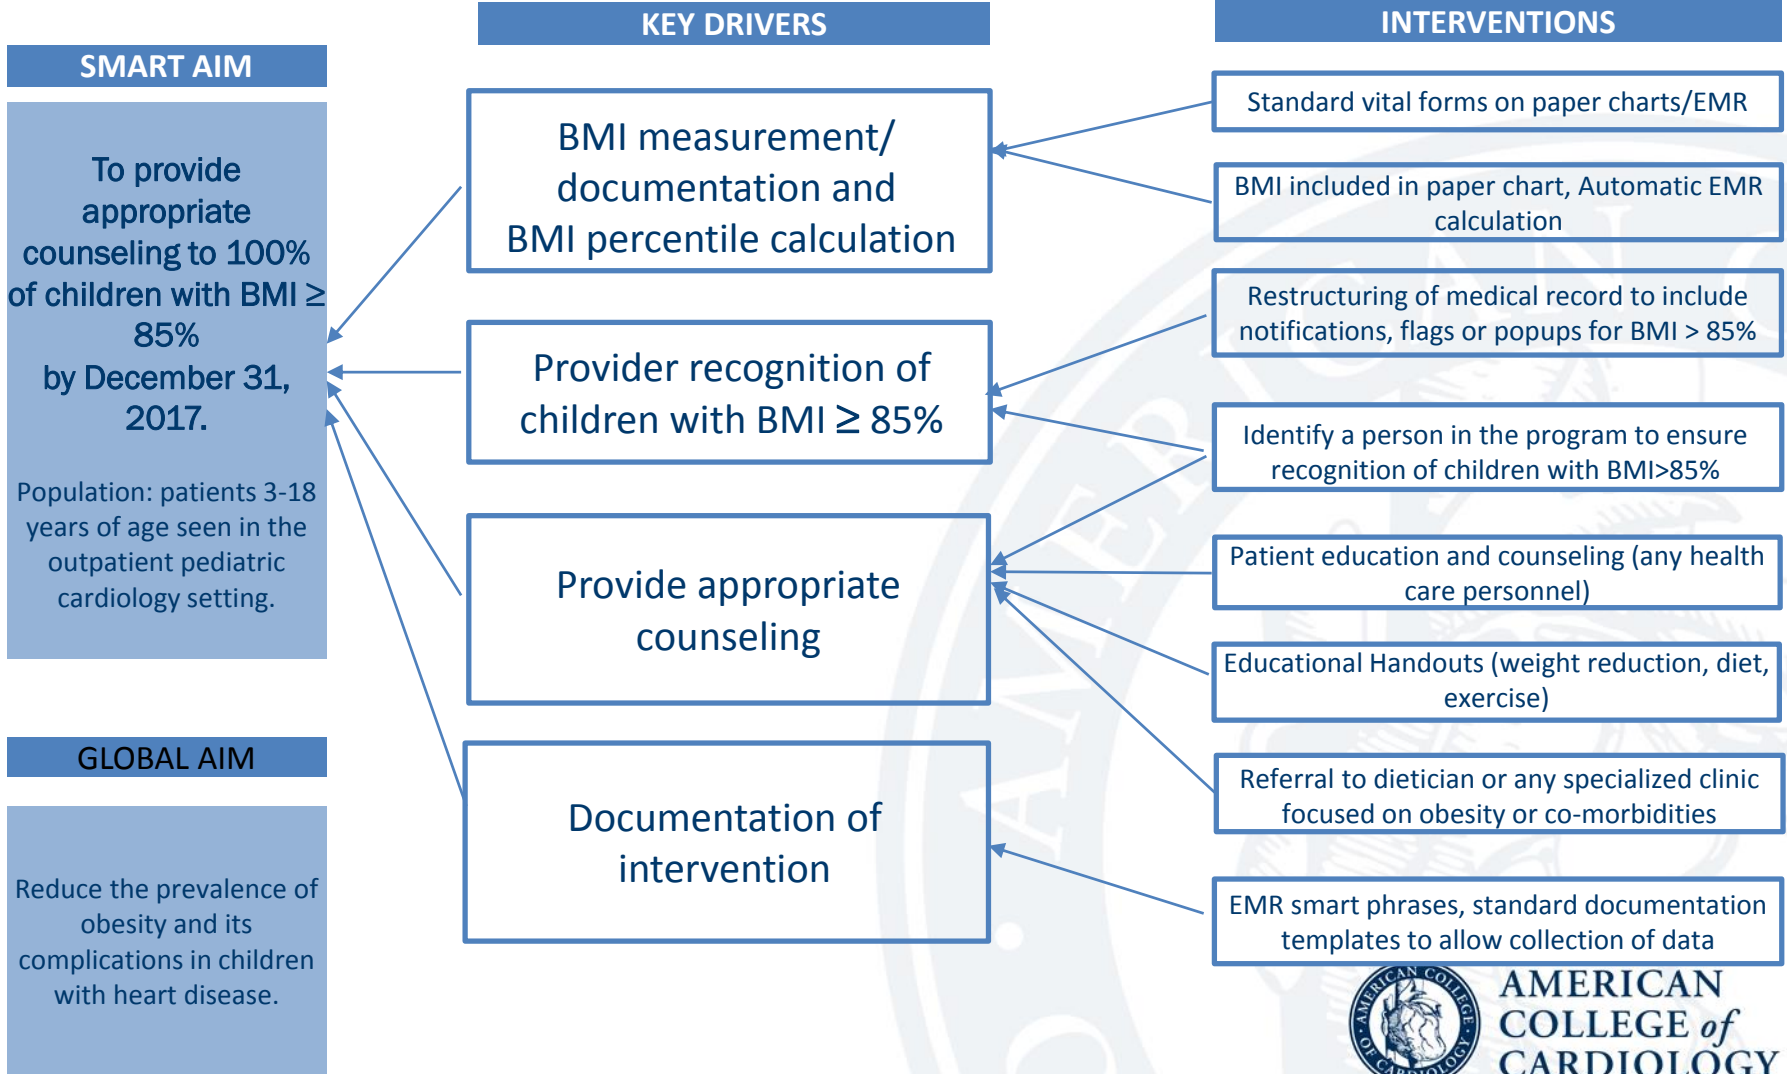 SMART AIM
To provide
appropriate
counseling to 100%
of children with BMI ≥
85%
by December 31,
2017.
Population: patients 3-18
years of age seen in the
outpatient pediatric
cardiology setting.
GLOBAL AIM
Reduce the prevalence of
obesity and its
complications in children
with heart disease.
KEY DRIVERS
BMI measurement/
documentation and
BMI percentile calculation
Provider recognition of
children with BMI ≥ 85%
Provide appropriate
counseling
Documentation of
intervention
INTERVENTIONS
Standard vital forms on paper charts/EMR
BMI included in paper chart, Automatic EMR
calculation
Restructuring of medical record to include
notifications, flags or popups for BMI > 85%
Identify a person in the program to ensure
recognition of children with BMI>85%
Patient education and counseling (any health
care personnel)
Educational Handouts (weight reduction, diet,
exercise)
Referral to dietician or any specialized clinic
focused on obesity or co-morbidities
EMR smart phrases, standard documentation
templates to allow collection of data
AMERICAN COLLEGE OF CARDIOLOGY
AMERICAN
COLLEGE of
CARDIOLOGY